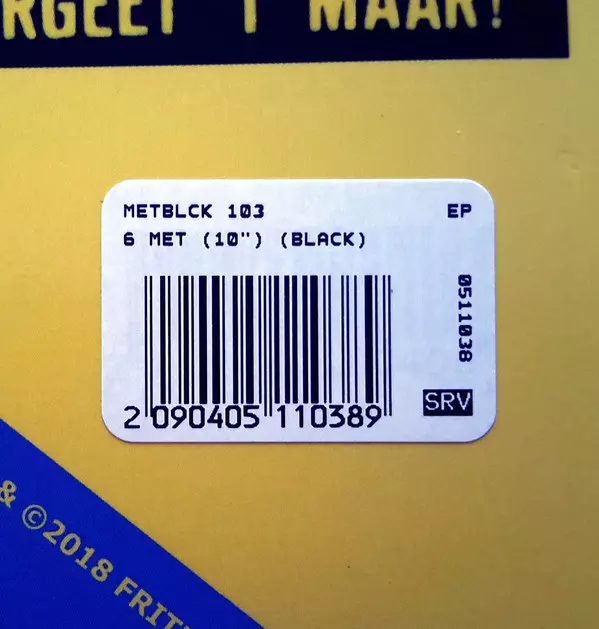 RGEET 'T MAAR!
METBLCK 103 EP
6 MET (10") (BLACK)
0511038
SRV
2 090405 110389
& ©2018 FRIT